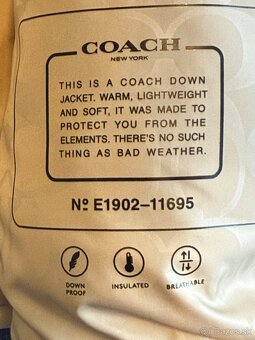 COACH
NEW YORK
THIS IS A COACH DOWN
JACKET. WARM, LIGHTWEIGHT
AND SOFT, IT WAS MADE TO
PROTECT YOU FROM THE
ELEMENTS. THERE'S NO SUCH
THING AS BAD WEATHER.
Nº E1902–11695
DOWN PROOF
INSULATED
BREATHABLE